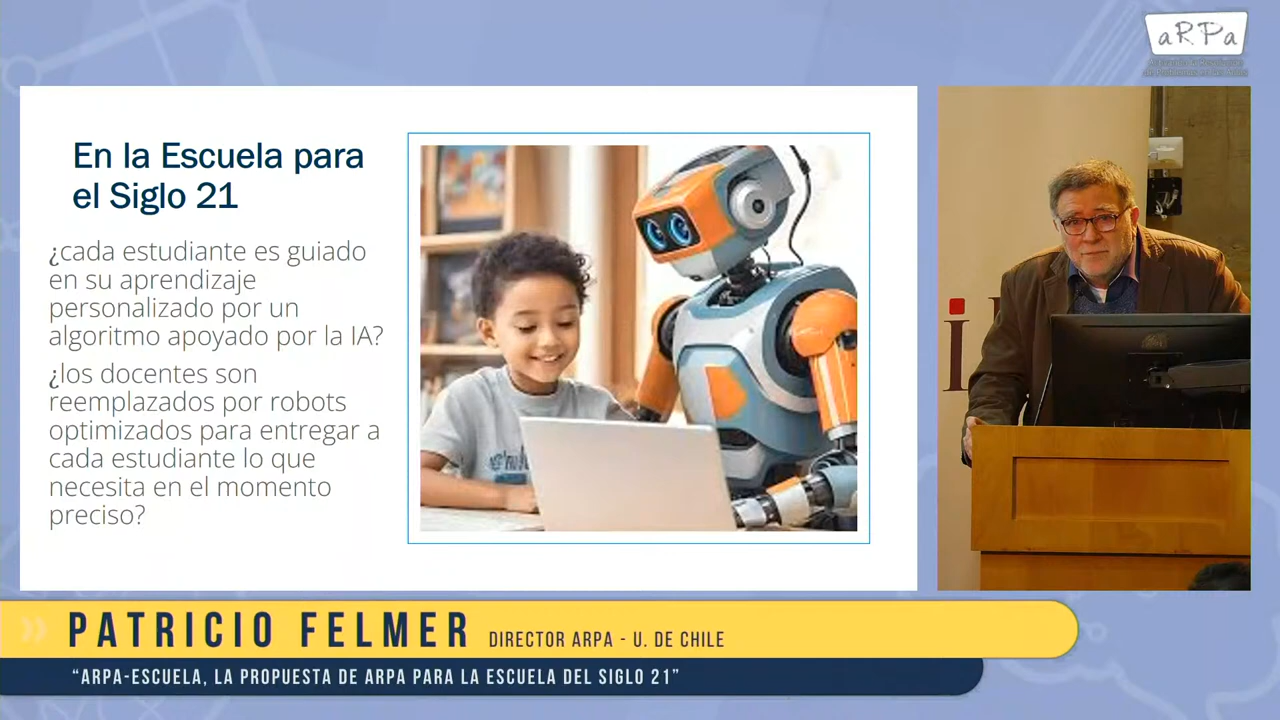 aRPa
En la Escuela para
el Siglo 21
¿cada estudiante es guiado
en su aprendizaje
personalizado por un
algoritmo apoyado por la IA?
¿los docentes son
reemplazados por robots
optimizados para entregar a
cada estudiante lo que
necesita en el momento
preciso?
PATRICIO FELMER DIRECTOR ARPA - U. DE CHILE
“ARPA-ESCUELA, LA PROPUESTA DE ARPA PARA LA ESCUELA DEL SIGLO 21”